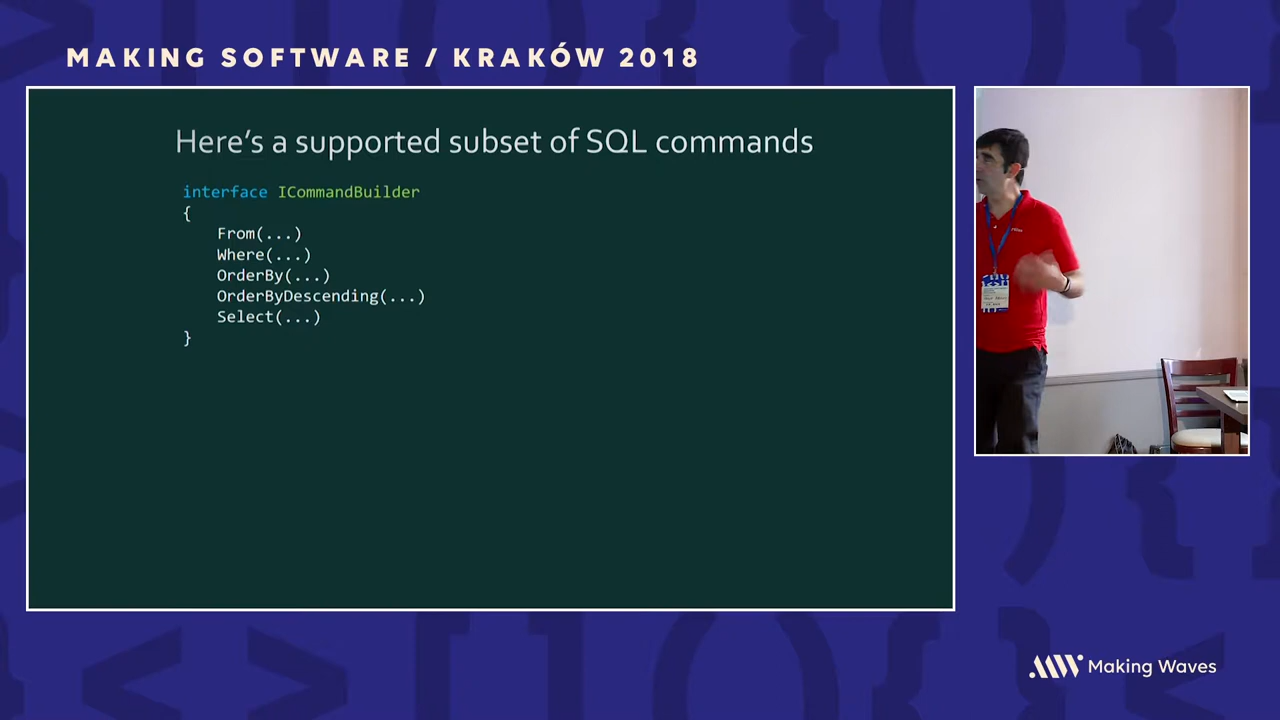 MAKING SOFTWARE / KRAKÓW 2018
Here's a supported subset of SQL commands
interface ICommandBuilder
{
From(...)
Where(...)
OrderBy(...)
OrderByDescending(...)
Select(...)
}
Making Waves